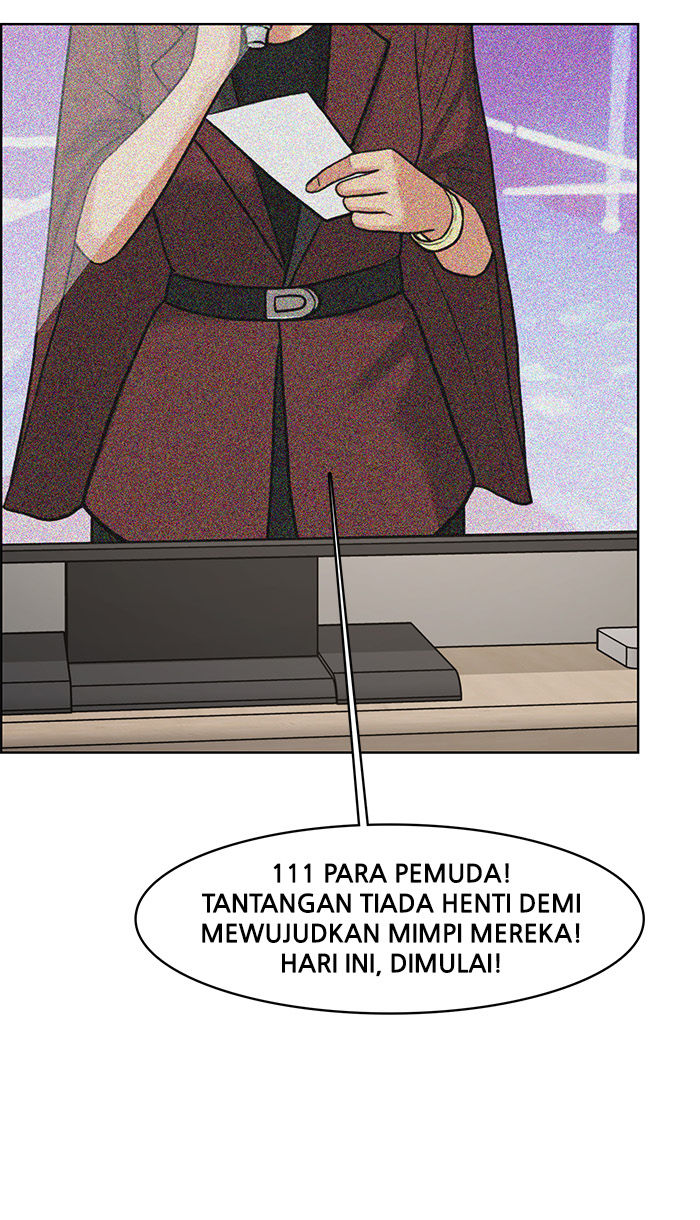 111 PARA PEMUDA!
TANTANGAN TIADA HENTI DEMI
MEWUJUDKAN MIMPI MEREKA!
HARI INI, DIMULAI!